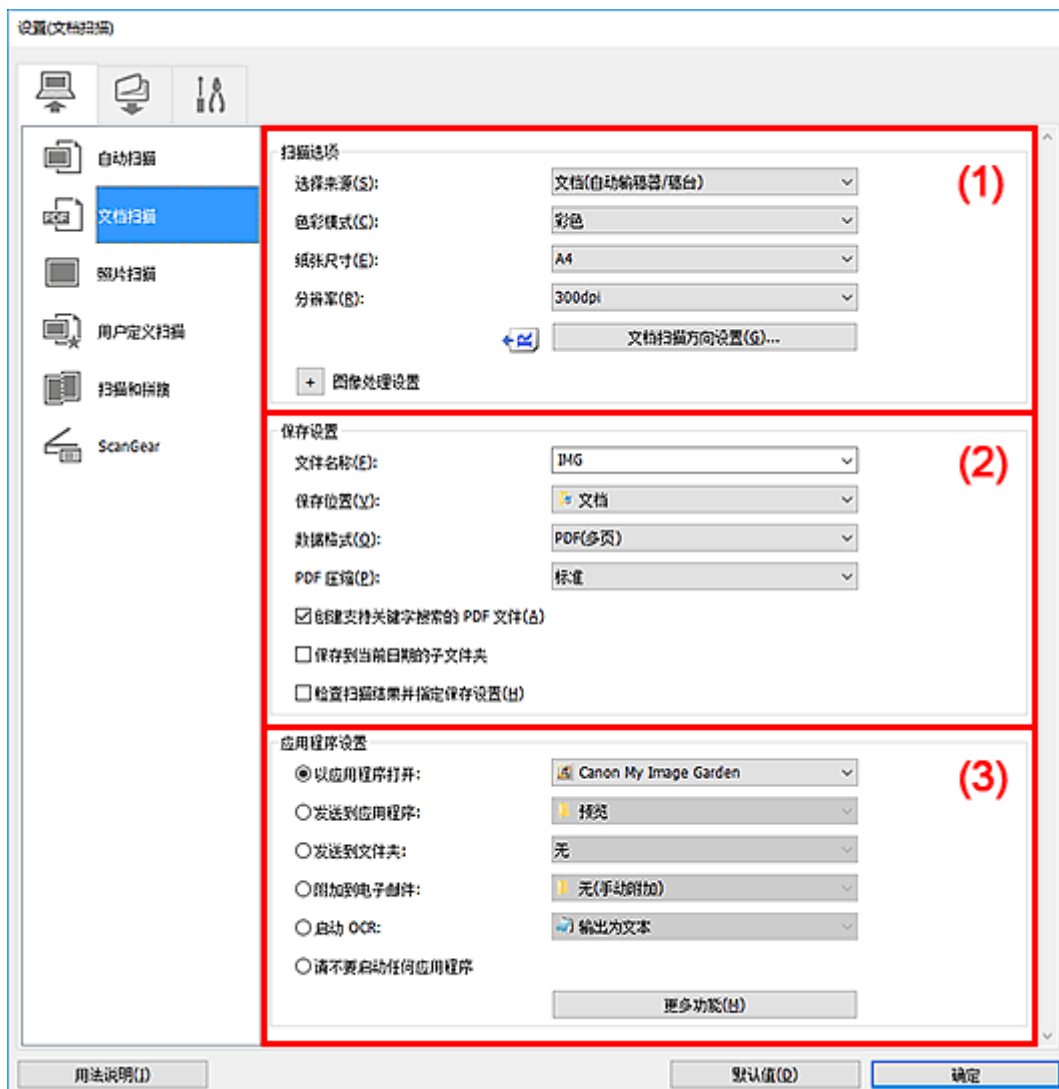 设置(文档扫描)
自动扫描
文档扫描
照片扫描
用户定义扫描
扫描和拼接
ScanGear
扫描选项
(1)
选择来源(S): 文档(自动输稿器/稿台)
色彩模式(C): 彩色
纸张尺寸(E): A4
分辨率(R): 300dpi
文档扫描方向设置(G)...
+ 图像处理设置
保存设置
(2)
文件名称(F): IMG
保存位置(V): 文档
数据格式(O): PDF(多页)
PDF 压缩(P): 标准
创建支持关键字搜索的 PDF 文件(A)
保存到当前日期的子文件夹
检查扫描结果并指定保存设置(H)
应用程序设置
(3)
以应用程序打开: Canon My Image Garden
发送到应用程序: 预览
发送到文件夹: 无
附加到电子邮件: 无(手动附加)
启动 OCR: 输出为文本
请不要启动任何应用程序
更多功能(H)
用法说明(I) 默认值(D) 确定